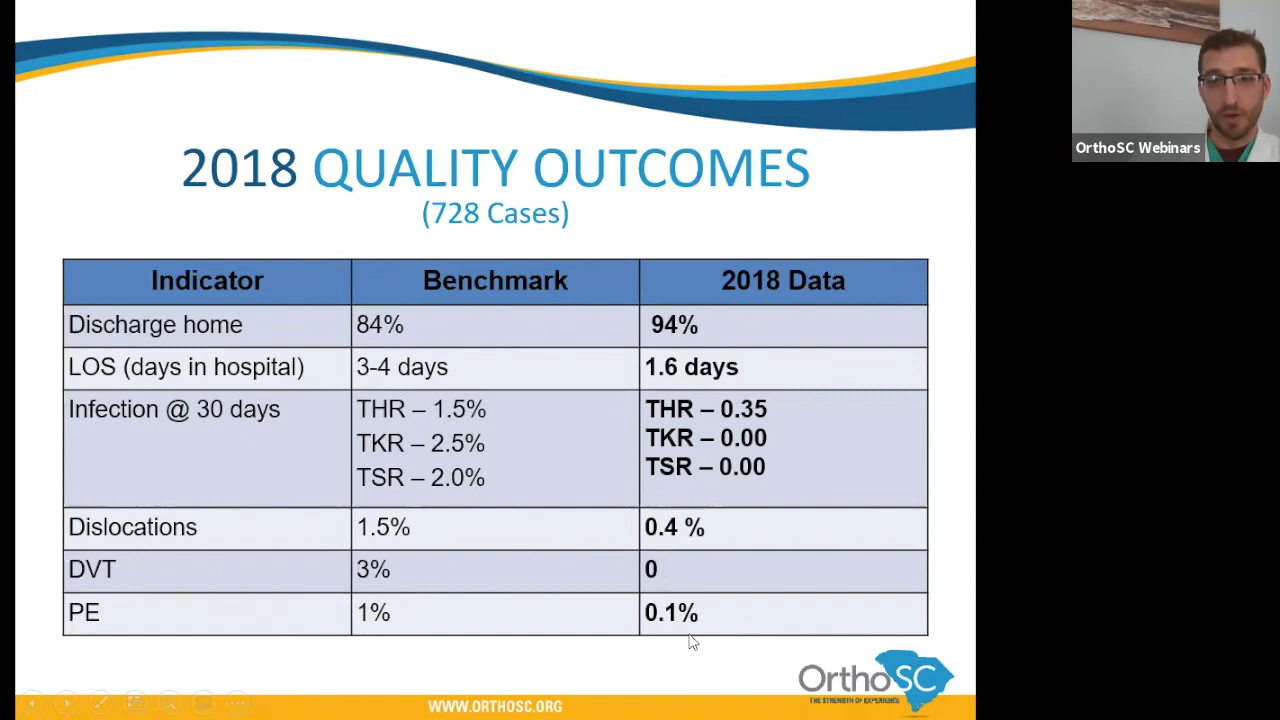 2018 QUALITY OUTCOMES
(728 Cases)
Indicator Benchmark 2018 Data
Discharge home 84% 94%
LOS (days in hospital) 3-4 days 1.6 days
Infection @ 30 days THR – 1.5% THR – 0.35
TKR – 2.5% TKR – 0.00
TSR – 2.0% TSR – 0.00
Dislocations 1.5% 0.4 %
DVT 3% 0
PE 1% 0.1%
OrthoSC
THE STRENGTH OF EXPERIENCE
WWW.ORTHOSC.ORG
OrthoSC Webinars